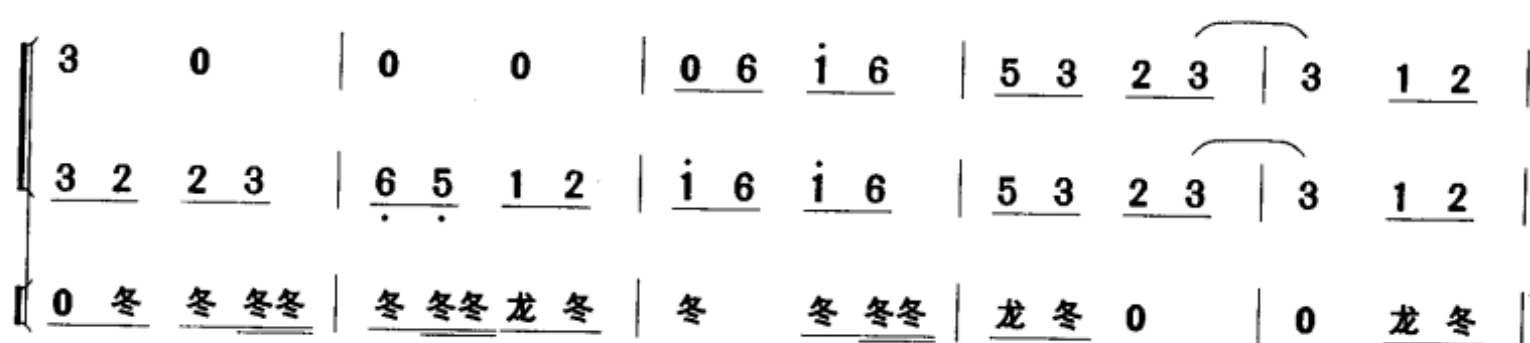 3 0 | 0 0 | 0 6 i 6 | 5 3 2 3 | 3 1 2 |
3 2 2 3 | 6 5 1 2 | i 6 i 6 | 5 3 2 3 | 3 1 2 |
0 冬 冬 冬冬 | 冬 冬冬 龙 冬 | 冬 冬 冬冬 | 龙 冬 0 | 0 龙 冬 |